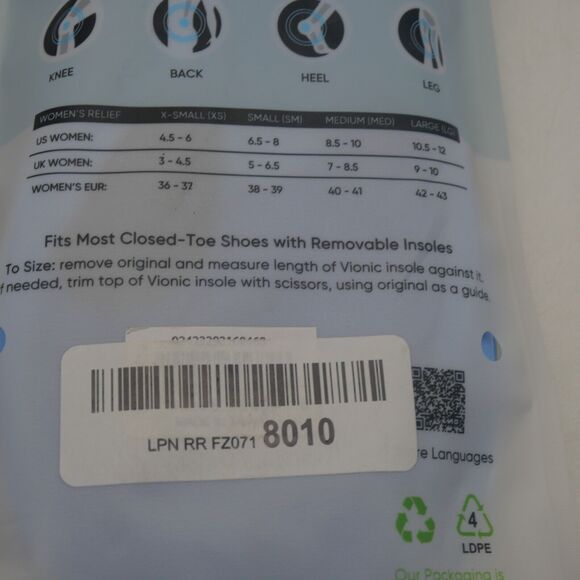 KNEE BACK HEEL LEG
WOMEN'S RELIEF X-SMALL (XS) SMALL (SM) MEDIUM (MED) LARGE (LG)
US WOMEN: 4.5 - 6 6.5 - 8 8.5 - 10 10.5 - 12
UK WOMEN: 3 - 4.5 5 - 6.5 7 - 8.5 9 - 10
WOMEN'S EUR: 36 - 37 38 - 39 40 - 41 42 - 43
Fits Most Closed-Toe Shoes with Removable Insoles
To Size: remove original and measure length of Vionic insole against it.
f needed, trim top of Vionic insole with scissors, using original as a guide.
LPN RR FZ071 8010
re Languages
4
LDPE
Our Packaging is